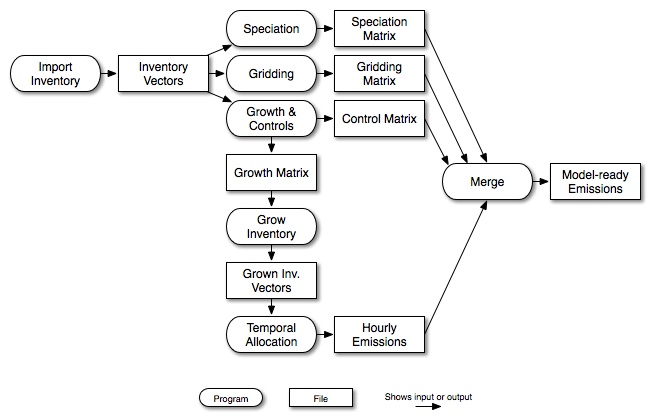 Speciation
Speciation
Matrix
Import
Inventory
Inventory
Vectors
Gridding
Gridding
Matrix
Growth &
Controls
Control Matrix
Growth Matrix
Merge
Model-ready
Emissions
Grow
Inventory
Grown Inv.
Vectors
Temporal
Allocation
Hourly
Emissions
Program
File
Shows input or output